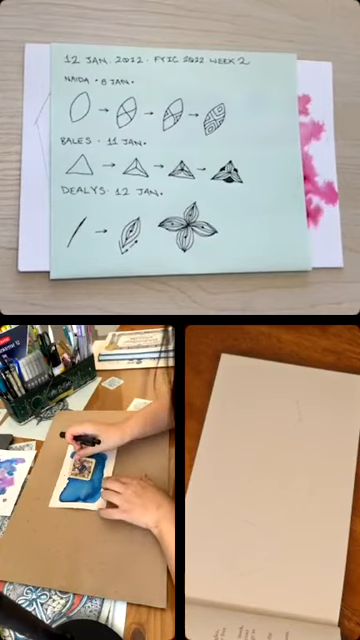 12 JAN. 2022 · FYIC 2022 WEEK 2
NAIDA · 8 JAN·
BALES · 11 JAN·
DEALYS · 12 JAN·